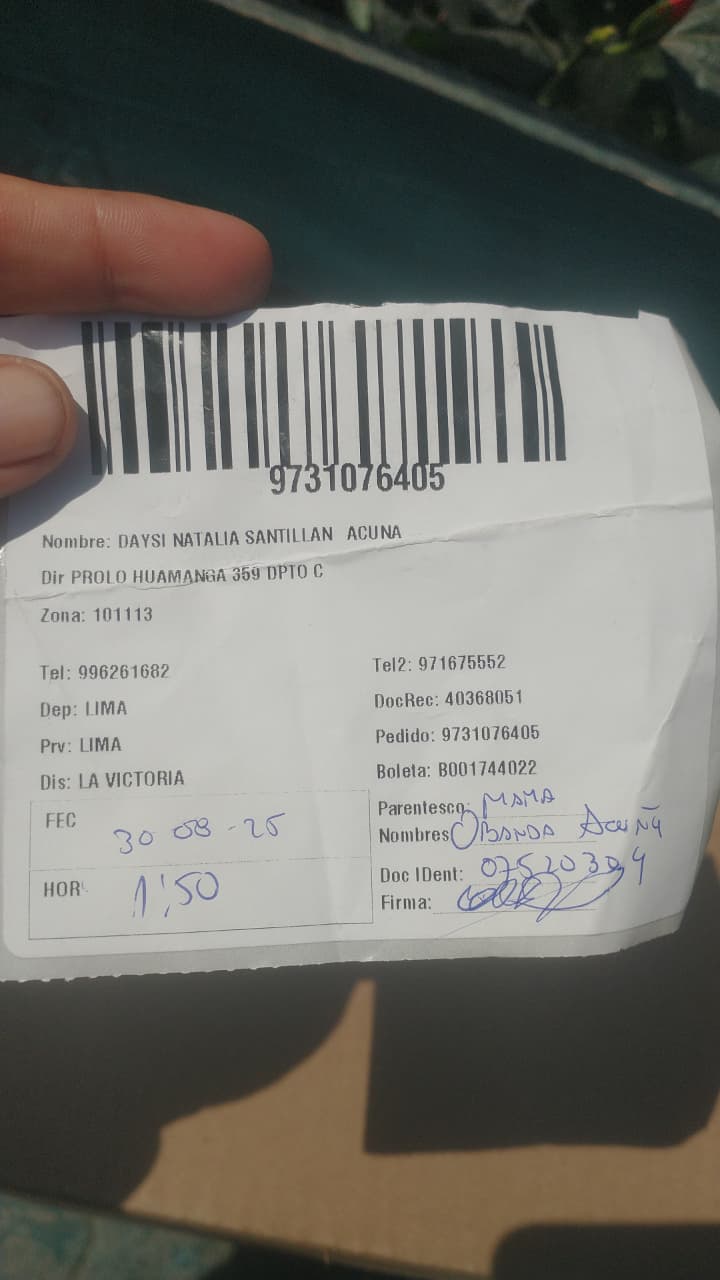 9731076405
Nombre: DAYSI NATALIA SANTILLAN ACUNA
Dir PROLO HUAMANGA 359 DPTO C
Zona: 101113
Tel: 996261682
Tel2: 971675552
Dep: LIMA
DocRec: 40368051
Prv: LIMA
Pedido: 9731076405
Dis: LA VICTORIA
Boleta: B001744022
FEC 30 08 - 25
Parentesco: MAMA
Nombres OBANDA Acuña
HOR 1:50
Doc IDent:
Firma: